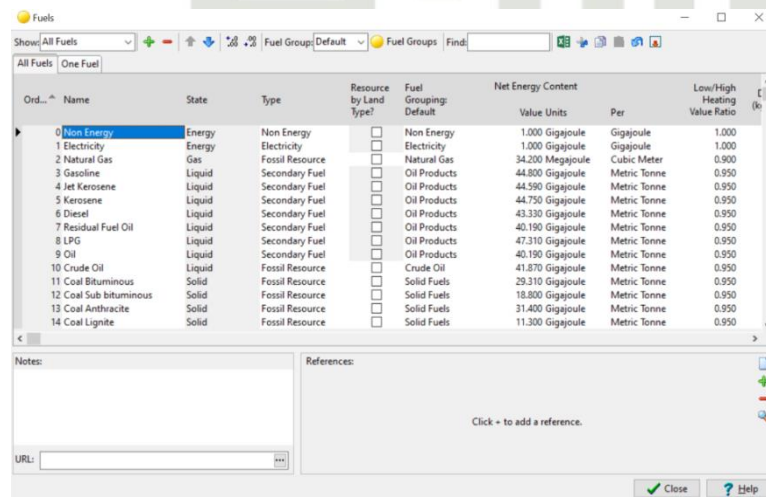 Fuels
Show: All Fuels Fuel Group: Default Fuel Groups Find:
All Fuels One Fuel
Resource Fuel Net Energy Content Low/High
Ord... Name State Type by Land Grouping: Heating
Type? Default Value Units Per Value Ratio
0 Non Energy Energy Non Energy Non Energy 1.000 Gigajoule Gigajoule 1.000
1 Electricity Energy Electricity Electricity 1.000 Gigajoule Gigajoule 1.000
2 Natural Gas Gas Fossil Resource Natural Gas 34.200 Megajoule Cubic Meter 0.900
3 Gasoline Liquid Secondary Fuel Oil Products 44.800 Gigajoule Metric Tonne 0.950
4 Jet Kerosene Liquid Secondary Fuel Oil Products 44.590 Gigajoule Metric Tonne 0.950
5 Kerosene Liquid Secondary Fuel Oil Products 44.750 Gigajoule Metric Tonne 0.950
6 Diesel Liquid Secondary Fuel Oil Products 43.330 Gigajoule Metric Tonne 0.950
7 Residual Fuel Oil Liquid Secondary Fuel Oil Products 40.190 Gigajoule Metric Tonne 0.950
8 LPG Liquid Secondary Fuel Oil Products 47.310 Gigajoule Metric Tonne 0.950
9 Oil Liquid Secondary Fuel Oil Products 40.190 Gigajoule Metric Tonne 0.950
10 Crude Oil Liquid Fossil Resource Crude Oil 41.870 Gigajoule Metric Tonne 0.950
11 Coal Bituminous Solid Fossil Resource Solid Fuels 29.310 Gigajoule Metric Tonne 0.950
12 Coal Sub bituminous Solid Fossil Resource Solid Fuels 18.800 Gigajoule Metric Tonne 0.950
13 Coal Anthracite Solid Fossil Resource Solid Fuels 31.400 Gigajoule Metric Tonne 0.950
14 Coal Lignite Solid Fossil Resource Solid Fuels 11.300 Gigajoule Metric Tonne 0.950
Notes: References:
Click + to add a reference.
URL:
Close Help